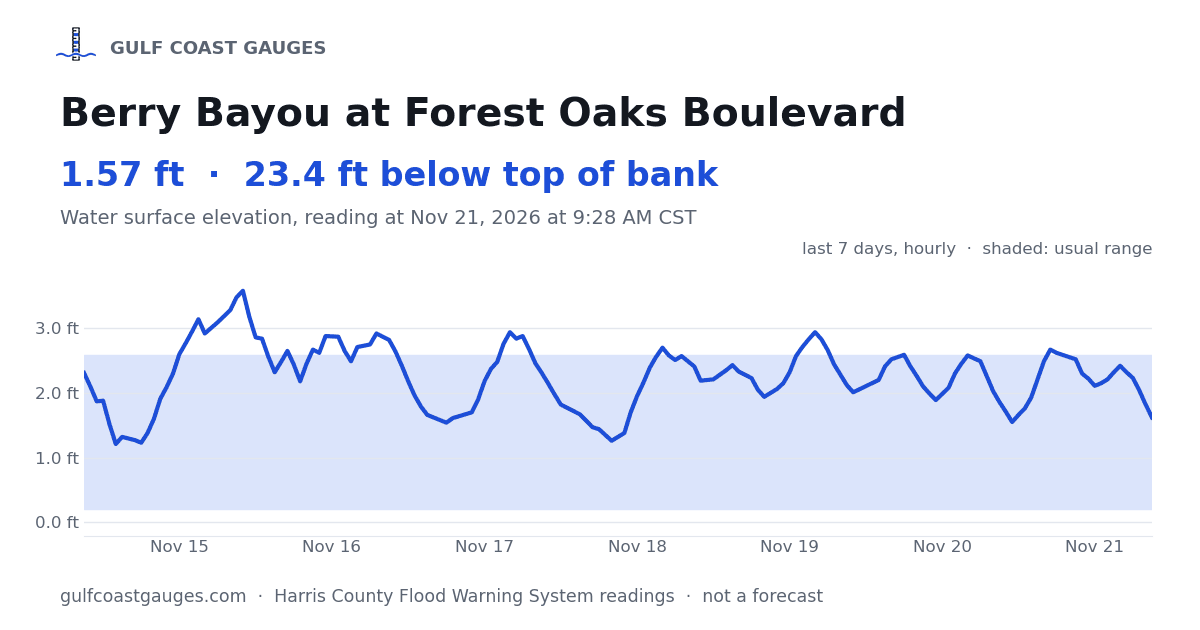 GULF COAST GAUGES
Berry Bayou at Forest Oaks Boulevard
1.57 ft · 23.4 ft below top of bank
Water surface elevation, reading at Nov 21, 2026 at 9:28 AM CST
last 7 days, hourly · shaded: usual range
3.0 ft
2.0 ft
1.0 ft
0.0 ft
Nov 15 Nov 16 Nov 17 Nov 18 Nov 19 Nov 20 Nov 21
gulfcoastgauges.com · Harris County Flood Warning System readings · not a forecast